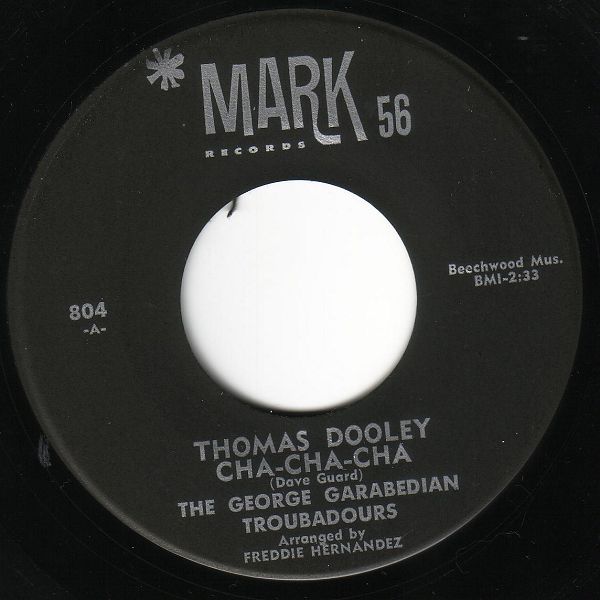 MARK 56
RECORDS
Beechwood Mus.
BMI-2:33
804
-A-
THOMAS DOOLEY
CHA-CHA-CHA
(Dave Guard)
THE GEORGE GARABEDIAN
TROUBADOURS
Arranged by
FREDDIE HERNANDEZ